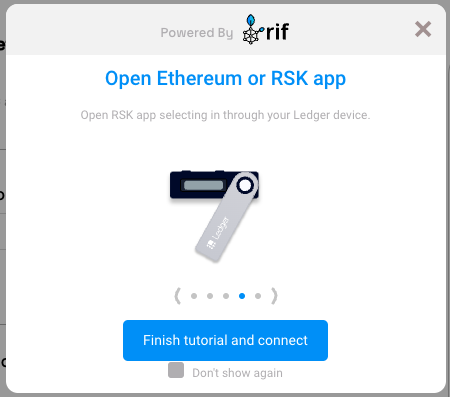 Powered By rif
Open Ethereum or RSK app
Open RSK app selecting in through your Ledger device.
Ledger
Finish tutorial and connect
Don't show again